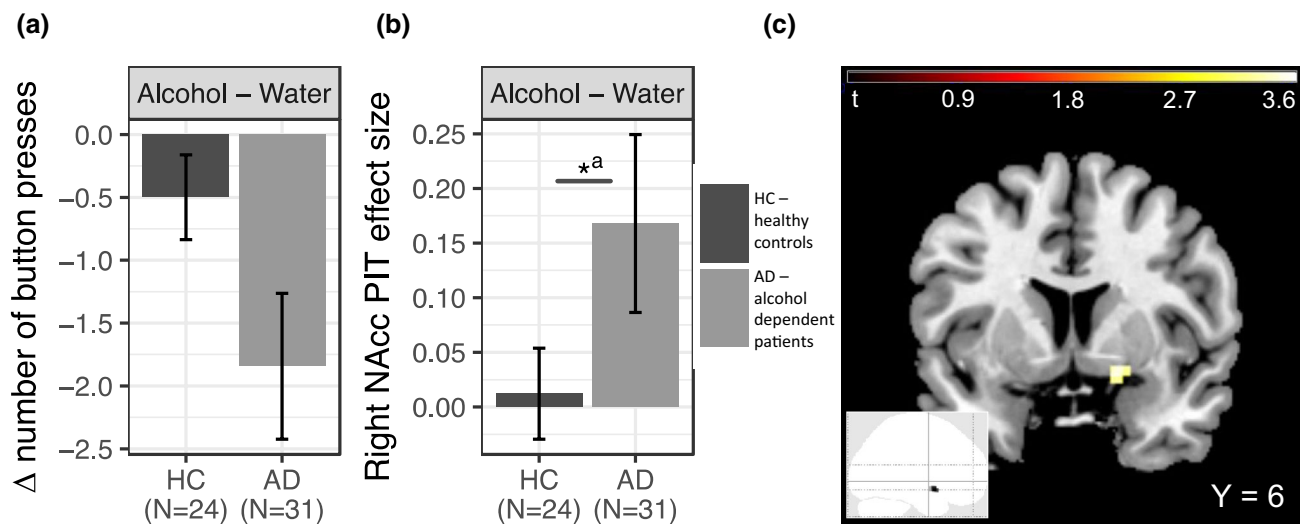 (a)
Δ number of button presses
Alcohol – Water
0.0
−0.5
−1.0
−1.5
−2.0
−2.5
HC
(N=24)
AD
(N=31)
(b)
Right NAcc PIT effect size
Alcohol – Water
0.25
0.20
0.15
0.10
0.05
0.00
*a
HC
(N=24)
AD
(N=31)
HC –
healthy
controls
AD –
alcohol
dependent
patients
(c)
t 0.9 1.8 2.7 3.6
Y = 6